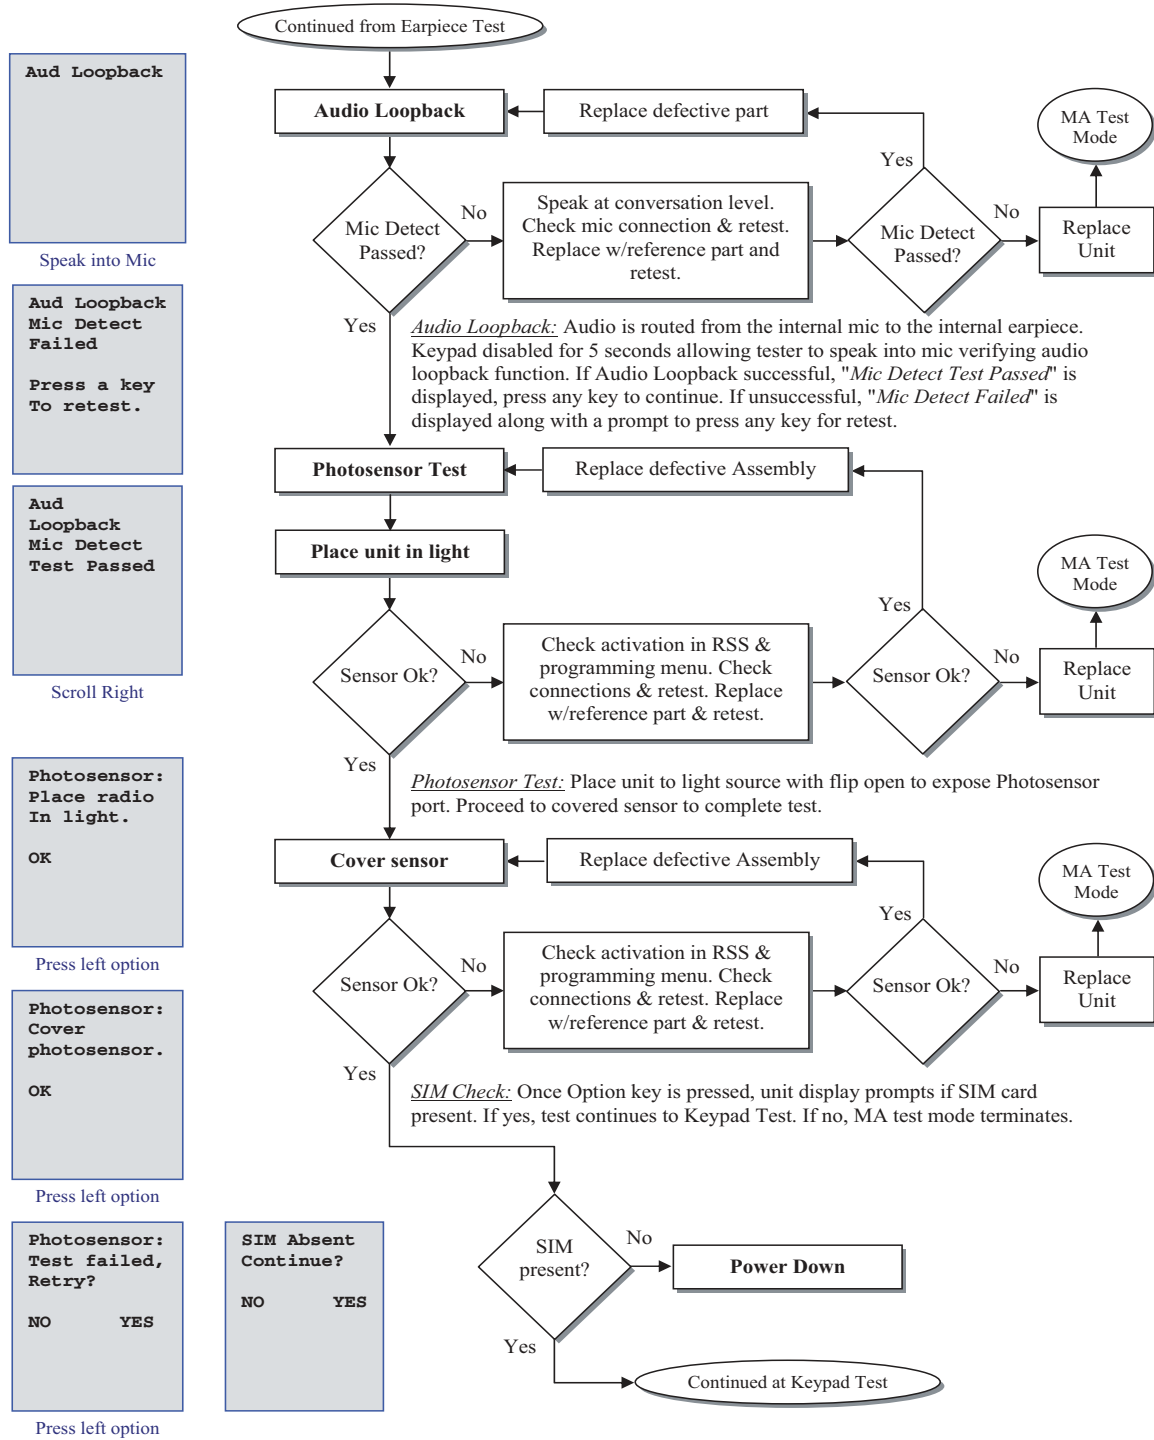 Continued from Earpiece Test
Aud Loopback
Speak into Mic
Audio Loopback
Replace defective part
MA Test
Mode
Mic Detect
Passed?
No
Speak at conversation level.
Check mic connection & retest.
Replace w/reference part and
retest.
Yes
Mic Detect
Passed?
No
Replace
Unit
Aud Loopback
Mic Detect
Failed
Press a key
To retest.
Yes
Audio Loopback: Audio is routed from the internal mic to the internal earpiece.
Keypad disabled for 5 seconds allowing tester to speak into mic verifying audio
loopback function. If Audio Loopback successful, "Mic Detect Test Passed" is
displayed, press any key to continue. If unsuccessful, "Mic Detect Failed" is
displayed along with a prompt to press any key for retest.
Aud
Loopback
Mic Detect
Test Passed
Scroll Right
Photosensor Test
Replace defective Assembly
Place unit in light
MA Test
Mode
Sensor Ok?
No
Check activation in RSS &
programming menu. Check
connections & retest. Replace
w/reference part & retest.
Yes
Sensor Ok?
No
Replace
Unit
Yes
Photosensor:
Place radio
In light.
OK
Press left option
Photosensor Test: Place unit to light source with flip open to expose Photosensor
port. Proceed to covered sensor to complete test.
Cover sensor
Replace defective Assembly
MA Test
Mode
Sensor Ok?
No
Check activation in RSS &
programming menu. Check
connections & retest. Replace
w/reference part & retest.
Yes
Sensor Ok?
No
Replace
Unit
Photosensor:
Cover
photosensor.
OK
Press left option
Yes
SIM Check: Once Option key is pressed, unit display prompts if SIM card
present. If yes, test continues to Keypad Test. If no, MA test mode terminates.
Photosensor:
Test failed,
Retry?
NO YES
Press left option
SIM Absent
Continue?
NO YES
SIM
present?
No
Power Down
Yes
Continued at Keypad Test